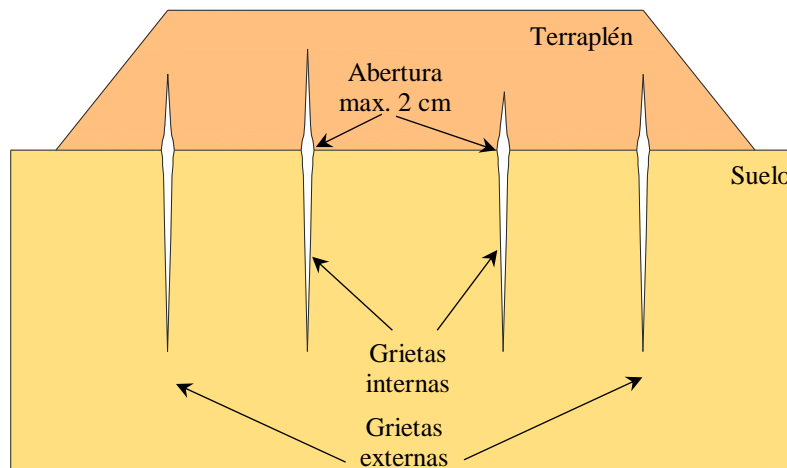 Terraplén
Abertura
max. 2 cm
Suelo
Grietas
internas
Grietas
externas